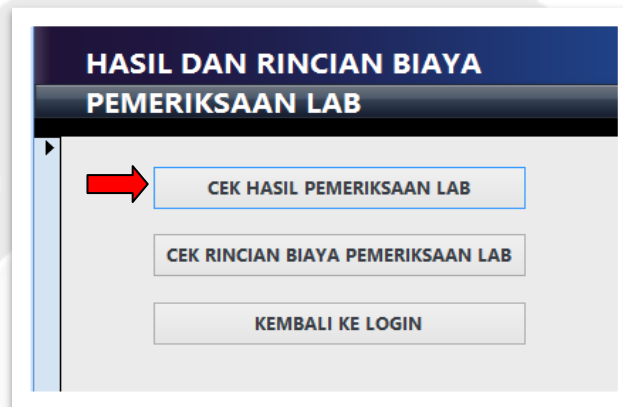 HASIL DAN RINCIAN BIAYA
PEMERIKSAAN LAB
CEK HASIL PEMERIKSAAN LAB
CEK RINCIAN BIAYA PEMERIKSAAN LAB
KEMBALI KE LOGIN